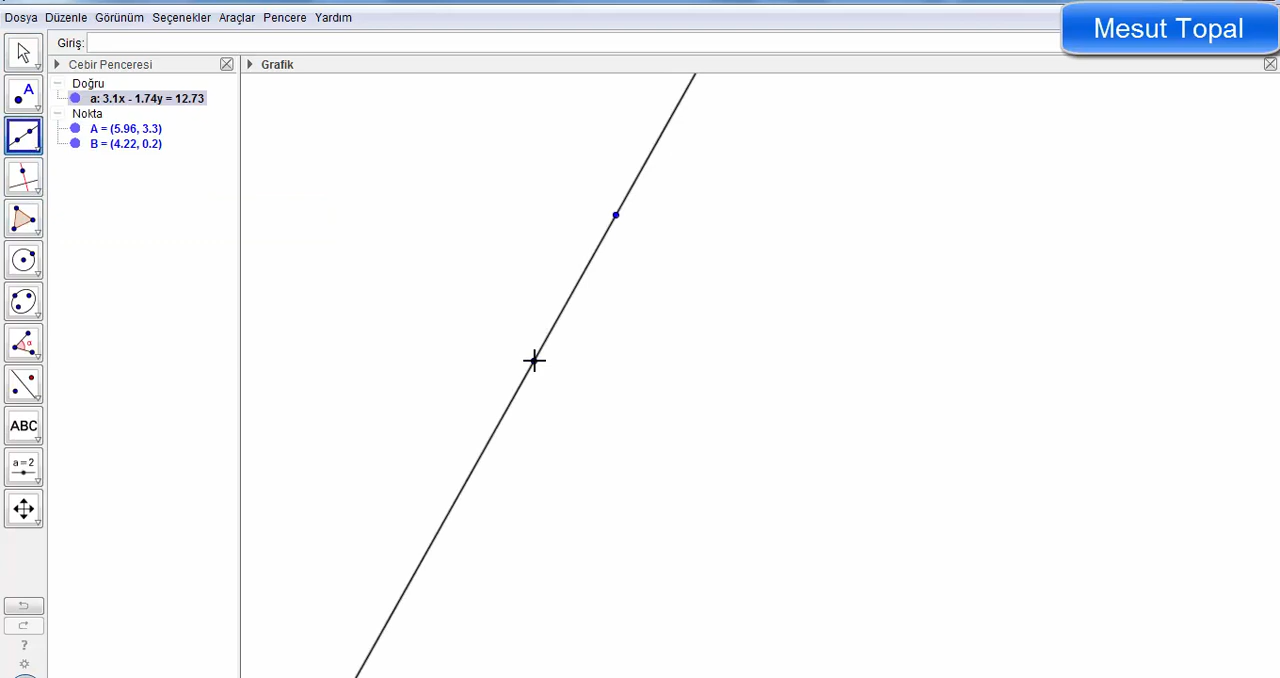 Dosya Düzenle Görünüm Seçenekler Araçlar Pencere Yardım
Mesut Topal
Giriş:
Cebir Penceresi
Grafik
Doğru
a: 3.1x - 1.74y = 12.73
Nokta
A = (5.96, 3.3)
B = (4.22, 0.2)
A
α
ABC
a=2
?